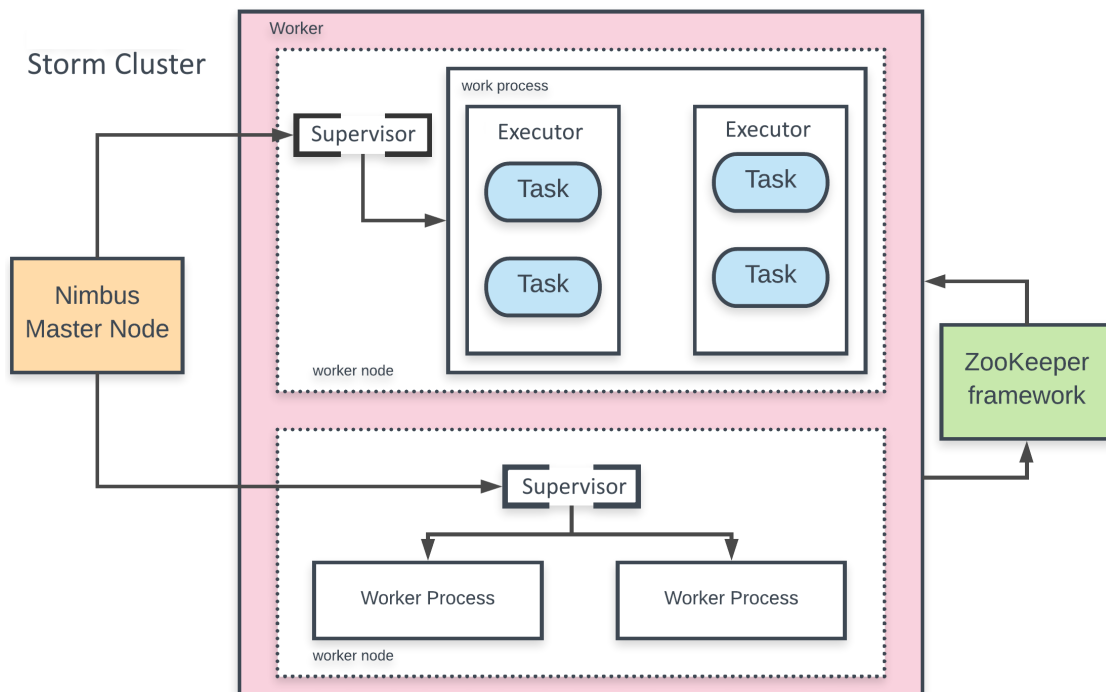 Worker
Storm Cluster
work process
Supervisor
Executor
Executor
Task
Task
Task
Task
Nimbus
Master Node
worker node
ZooKeeper
framework
Supervisor
Worker Process
Worker Process
worker node